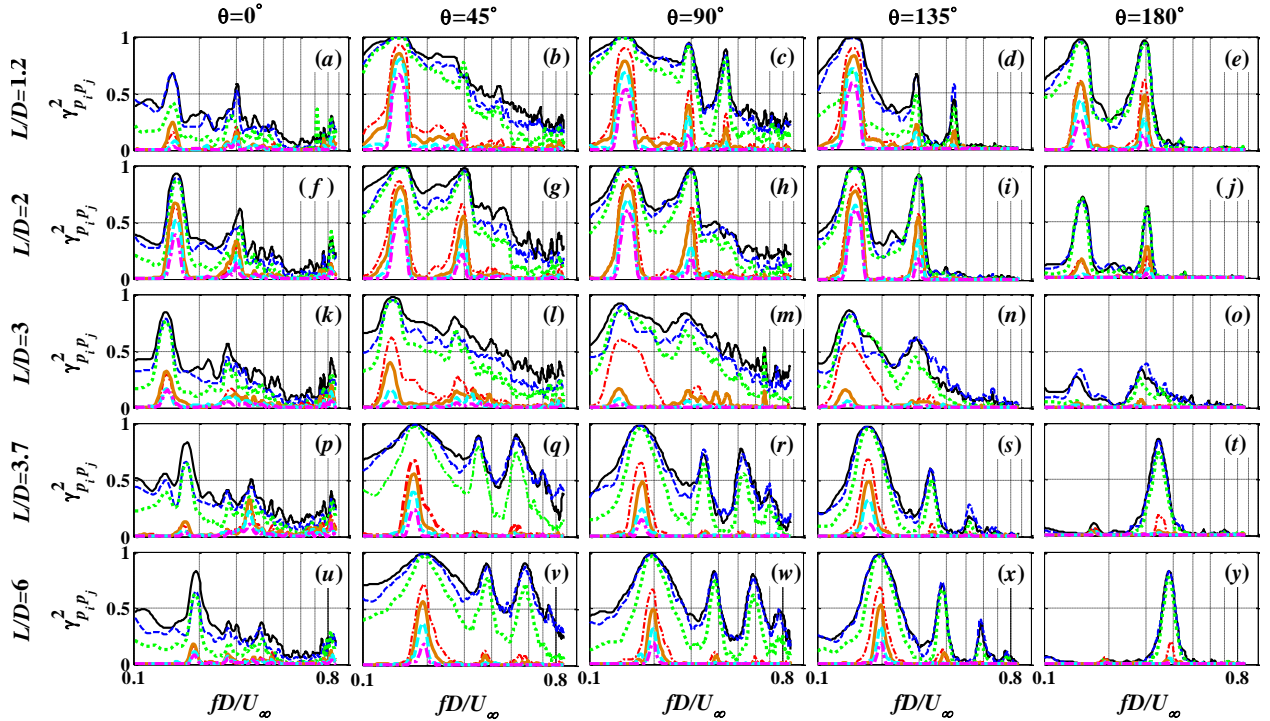 θ=0° θ=45° θ=90° θ=135° θ=180°
L/D=1.2 γ²pᵢpⱼ 1 0.5 0 (a) (b) (c) (d) (e)
L/D=2 γ²pᵢpⱼ 1 0.5 0 (f) (g) (h) (i) (j)
L/D=3 γ²pᵢpⱼ 1 0.5 0 (k) (l) (m) (n) (o)
L/D=3.7 γ²pᵢpⱼ 1 0.5 0 (p) (q) (r) (s) (t)
L/D=6 γ²pᵢpⱼ 1 0.5 0 (u) (v) (w) (x) (y)
0.1 0.8 0.1 0.8 0.1 0.8 0.1 0.8 0.1 0.8
fD/U∞ fD/U∞ fD/U∞ fD/U∞ fD/U∞